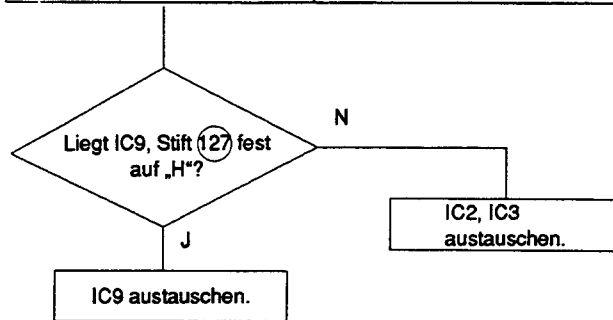 Liegt IC9, Stift 127 fest
auf „H“?
N
IC2, IC3
austauschen.
J
IC9 austauschen.